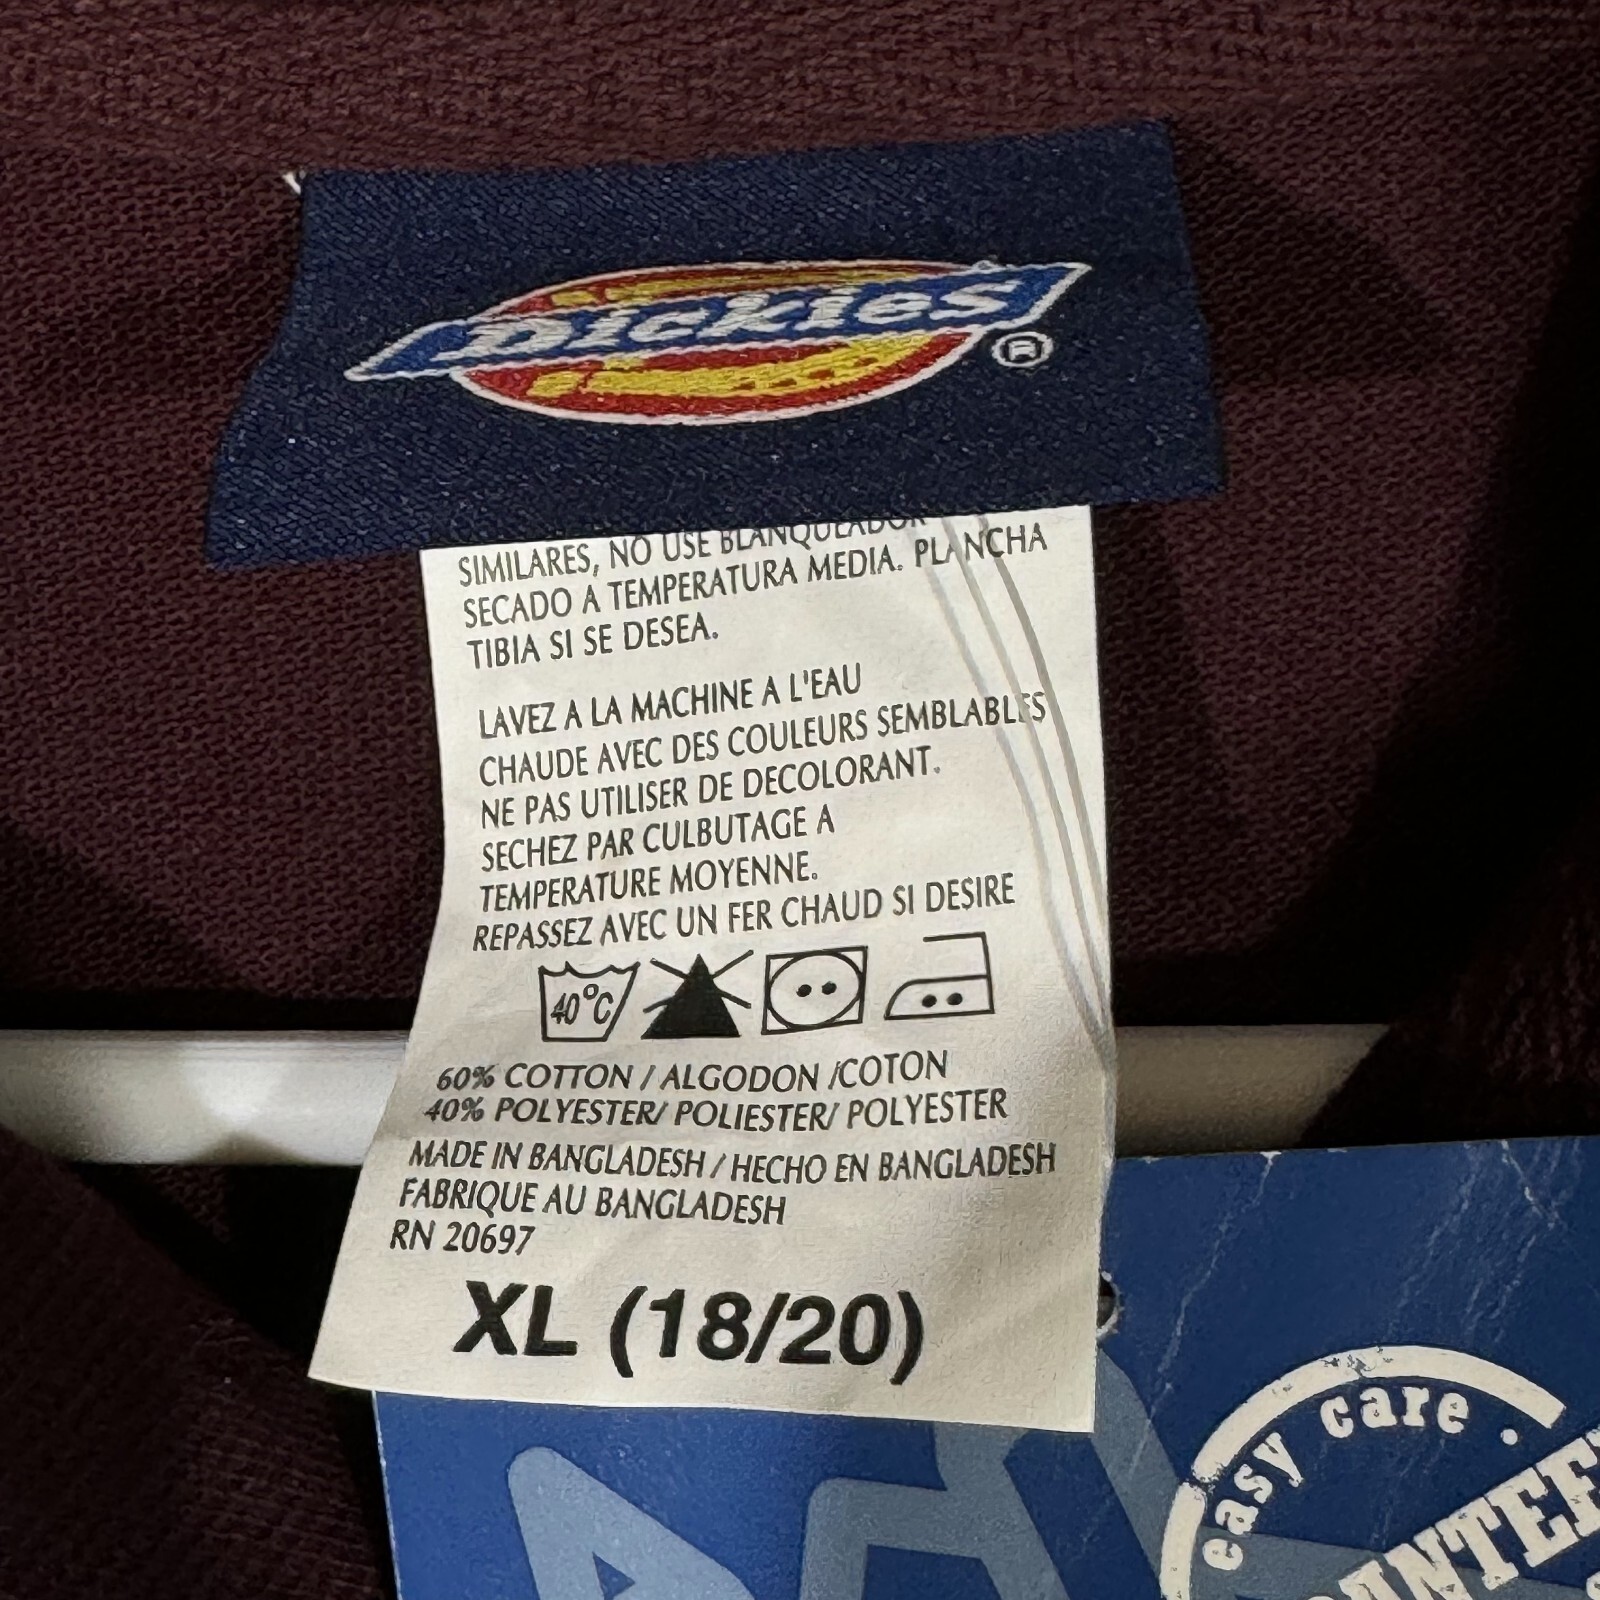 Dickies
®
SIMILARES, NO USE BLANQUEADOR
SECADO A TEMPERATURA MEDIA. PLANCHA
TIBIA SI SE DESEA.
LAVEZ A LA MACHINE A L'EAU
CHAUDE AVEC DES COULEURS SEMBLABLES
NE PAS UTILISER DE DECOLORANT.
SECHEZ PAR CULBUTAGE A
TEMPERATURE MOYENNE.
REPASSEZ AVEC UN FER CHAUD SI DESIRE
40°C
60% COTTON / ALGODON /COTON
40% POLYESTER/ POLIESTER/ POLYESTER
MADE IN BANGLADESH / HECHO EN BANGLADESH
FABRIQUE AU BANGLADESH
RN 20697
XL (18/20)
easy care .